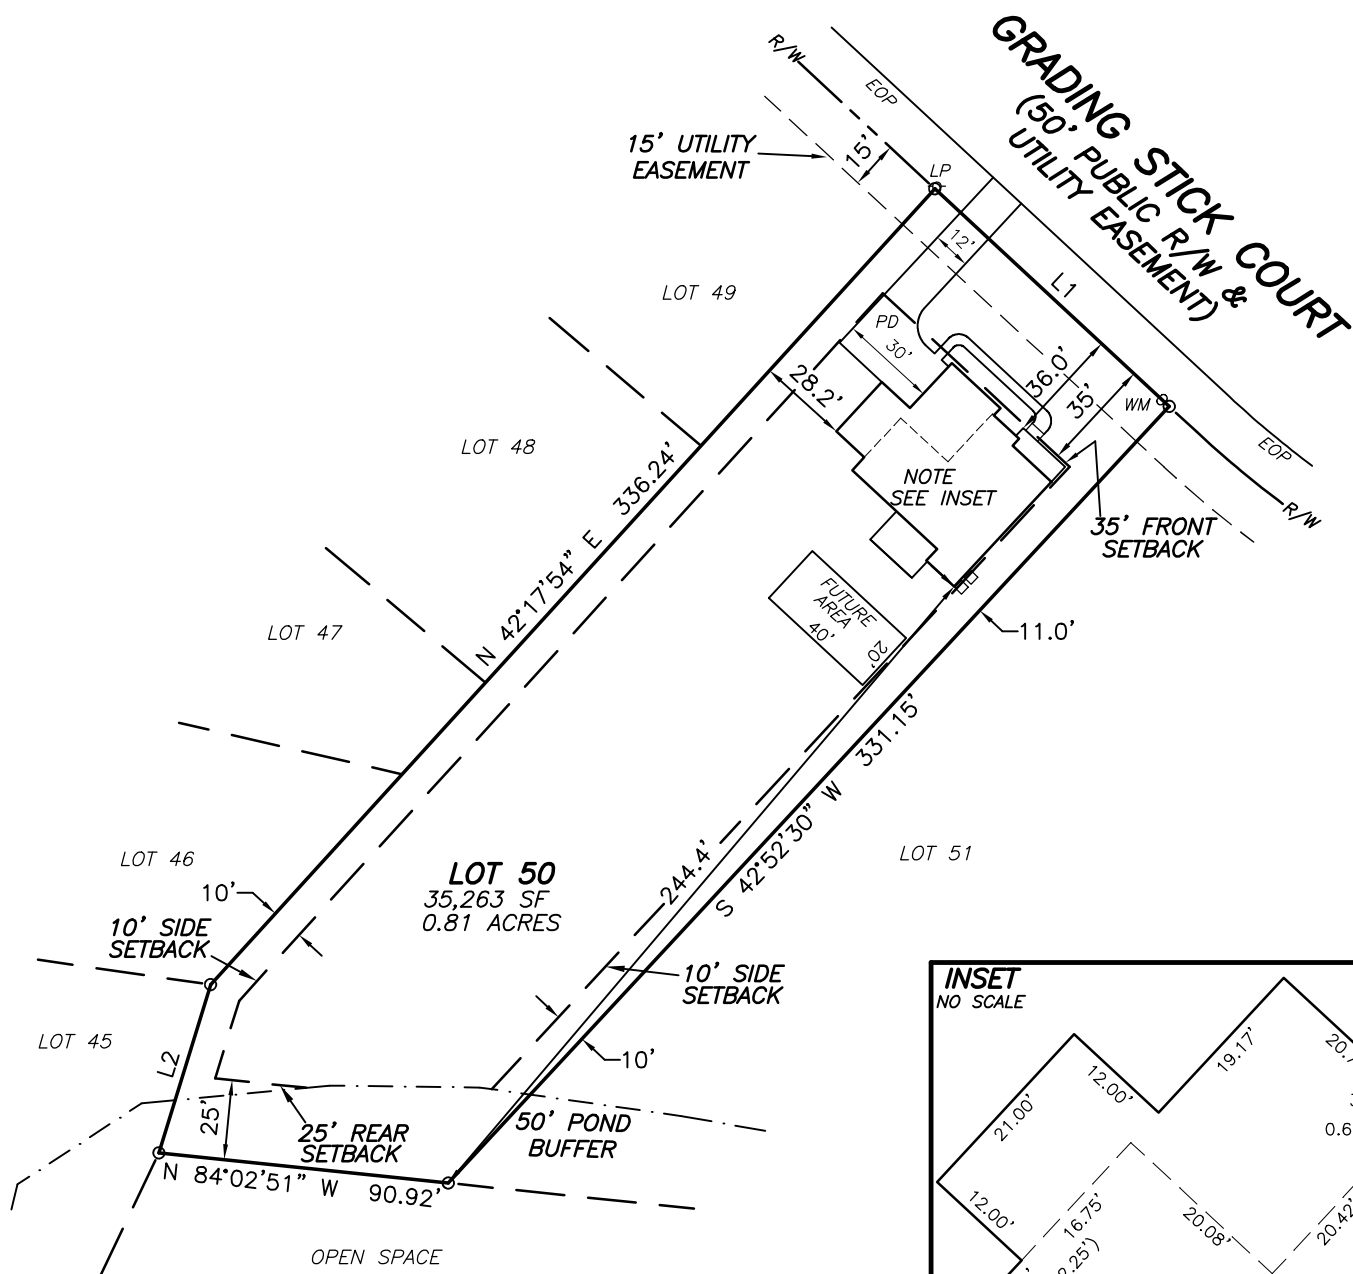 GRADING STICK COURT
(50' PUBLIC R/W &
UTILITY EASEMENT)
R/W
EOP
15' UTILITY
EASEMENT
15'
LP
12'
L1
LOT 49
PD
30'
28.2'
36.0'
35'
WM
EOP
R/W
NOTE
SEE INSET
35' FRONT
SETBACK
LOT 48
N 42°17'54" E 336.24'
LOT 47
FUTURE
AREA
40'
20'
11.0'
S 42°52'30" W 331.15'
244.4'
LOT 46
LOT 50
35,263 SF
0.81 ACRES
LOT 51
10'
10' SIDE
SETBACK
10' SIDE
SETBACK
LOT 45
L2
10'
25'
25' REAR
SETBACK
50' POND
BUFFER
N 84°02'51" W 90.92'
OPEN SPACE
INSET
NO SCALE
19.17'
12.00'
21.00'
12.00'
16.75'
20.08'
20.42'